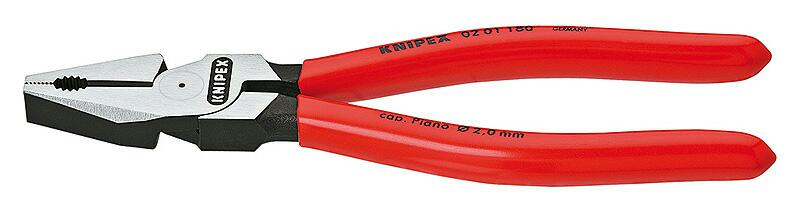 KNIPEX 02 01 180 GERMANY
KNIPEX
cap. Piano Ø 2,0 mm